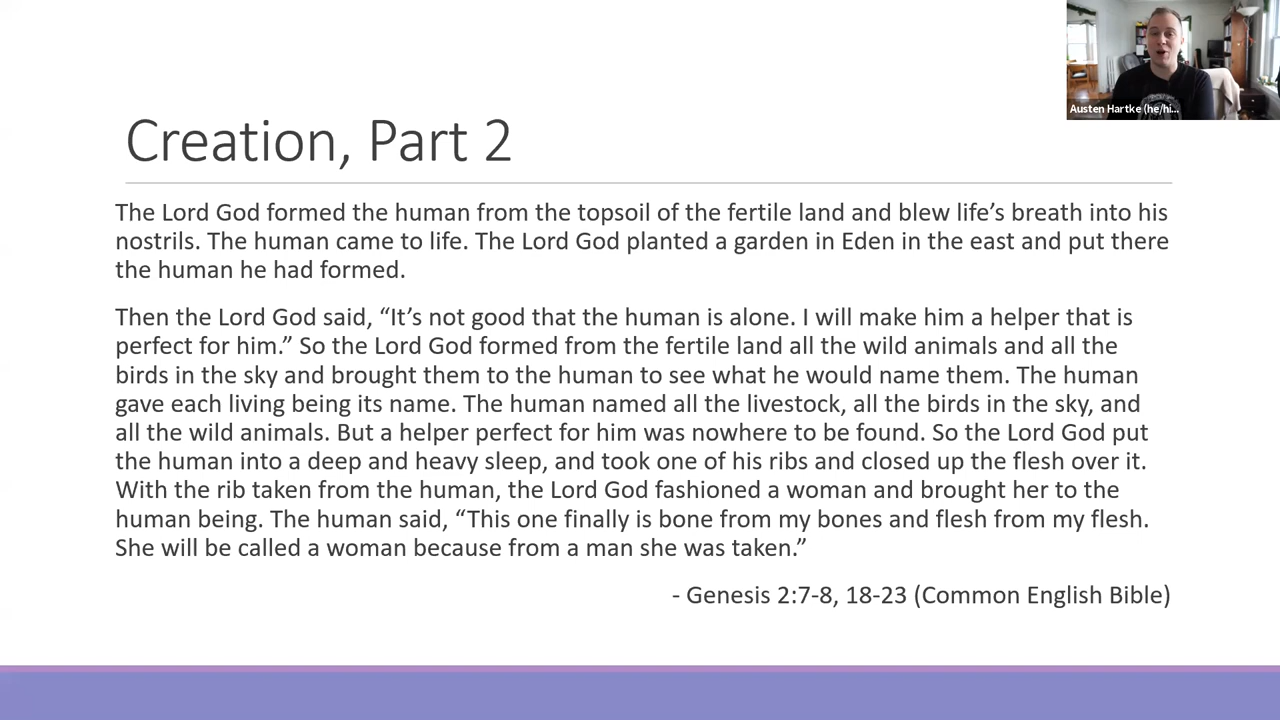 Austen Hartke (he/hi...
Creation, Part 2
The Lord God formed the human from the topsoil of the fertile land and blew life’s breath into his
nostrils. The human came to life. The Lord God planted a garden in Eden in the east and put there
the human he had formed.
Then the Lord God said, “It’s not good that the human is alone. I will make him a helper that is
perfect for him.” So the Lord God formed from the fertile land all the wild animals and all the
birds in the sky and brought them to the human to see what he would name them. The human
gave each living being its name. The human named all the livestock, all the birds in the sky, and
all the wild animals. But a helper perfect for him was nowhere to be found. So the Lord God put
the human into a deep and heavy sleep, and took one of his ribs and closed up the flesh over it.
With the rib taken from the human, the Lord God fashioned a woman and brought her to the
human being. The human said, “This one finally is bone from my bones and flesh from my flesh.
She will be called a woman because from a man she was taken.”
- Genesis 2:7-8, 18-23 (Common English Bible)